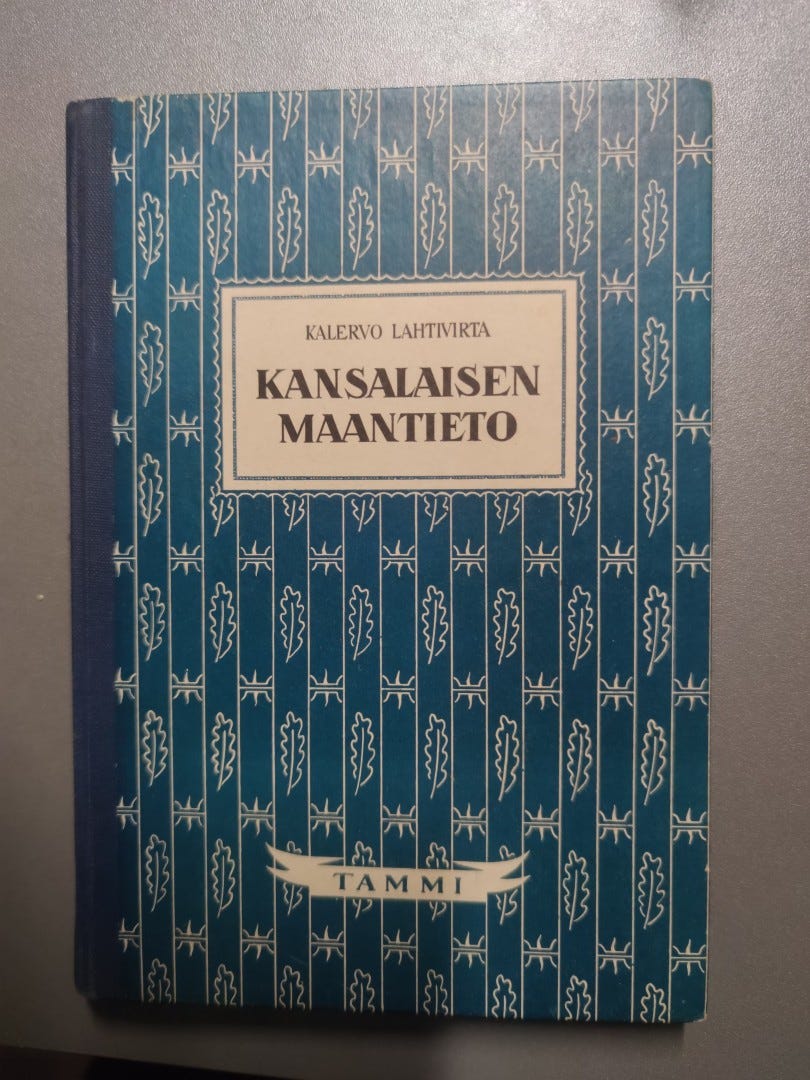 KALERVO LAHTIVIRTA
KANSALAISEN
MAANTIETO
TAMMI